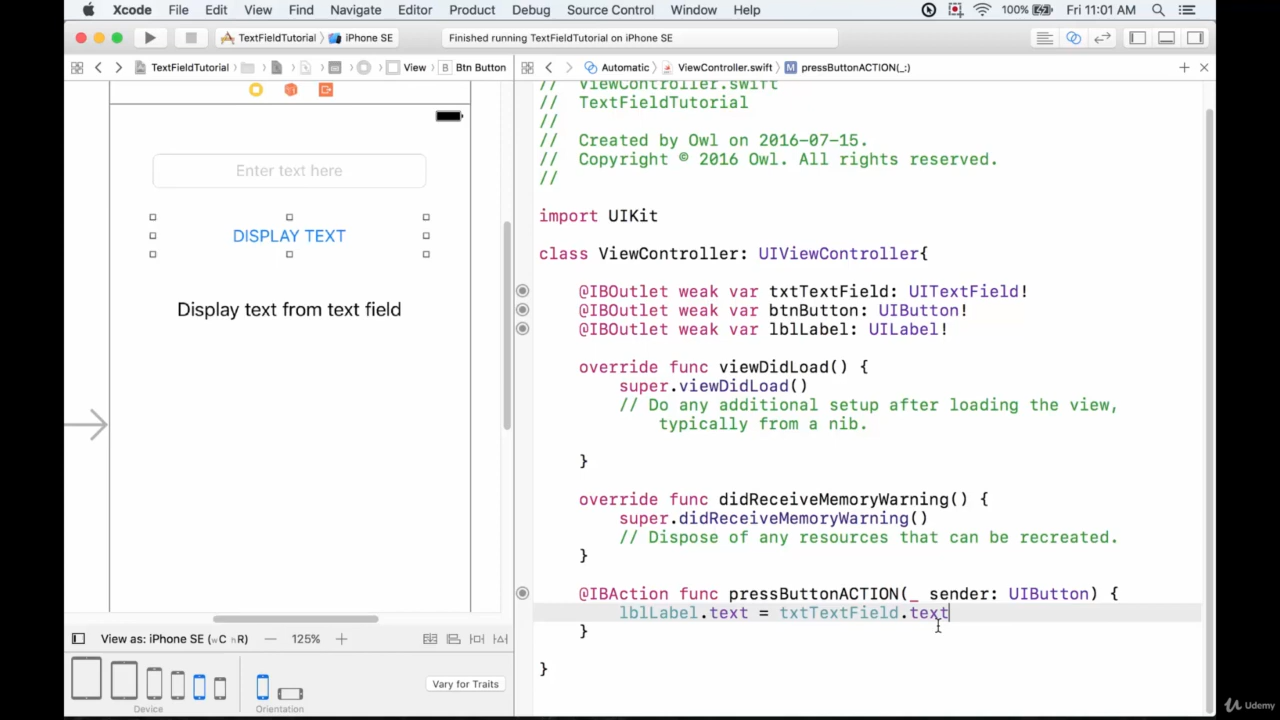 Xcode File Edit View Find Navigate Editor Product Debug Source Control Window Help 100% Fri 11:01 AM
TextFieldTutorial iPhone SE Finished running TextFieldTutorial on iPhone SE
TextFieldTutorial View B Btn Button Automatic ViewController.swift M pressButtonACTION(_:)
// ViewController.swift
// TextFieldTutorial
//
// Created by Owl on 2016-07-15.
// Copyright © 2016 Owl. All rights reserved.
//
import UIKit
class ViewController: UIViewController{
@IBOutlet weak var txtTextField: UITextField!
@IBOutlet weak var btnButton: UIButton!
@IBOutlet weak var lblLabel: UILabel!
override func viewDidLoad() {
super.viewDidLoad()
// Do any additional setup after loading the view,
typically from a nib.
}
override func didReceiveMemoryWarning() {
super.didReceiveMemoryWarning()
// Dispose of any resources that can be recreated.
}
@IBAction func pressButtonACTION(_ sender: UIButton) {
lblLabel.text = txtTextField.text
}
}
Enter text here
DISPLAY TEXT
Display text from text field
View as: iPhone SE (wC hR) — 125% +
Vary for Traits
Device Orientation
Udemy